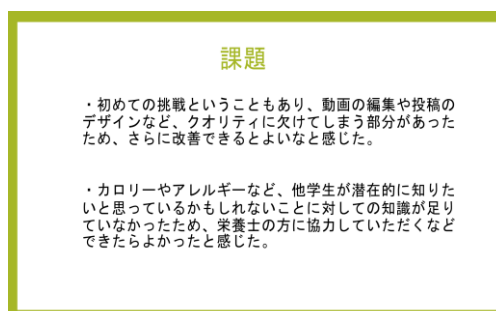 課題
・初めての挑戦ということもあり、動画の編集や投稿の
デザインなど、クオリティに欠けてしまう部分があった
ため、さらに改善できるとよいなと感じた。
・カロリーやアレルギーなど、他学生が潜在的に知りた
いと思っているかもしれないことに対しての知識が足り
ていなかったため、栄養士の方に協力していただくなど
できたらよかったと感じた。